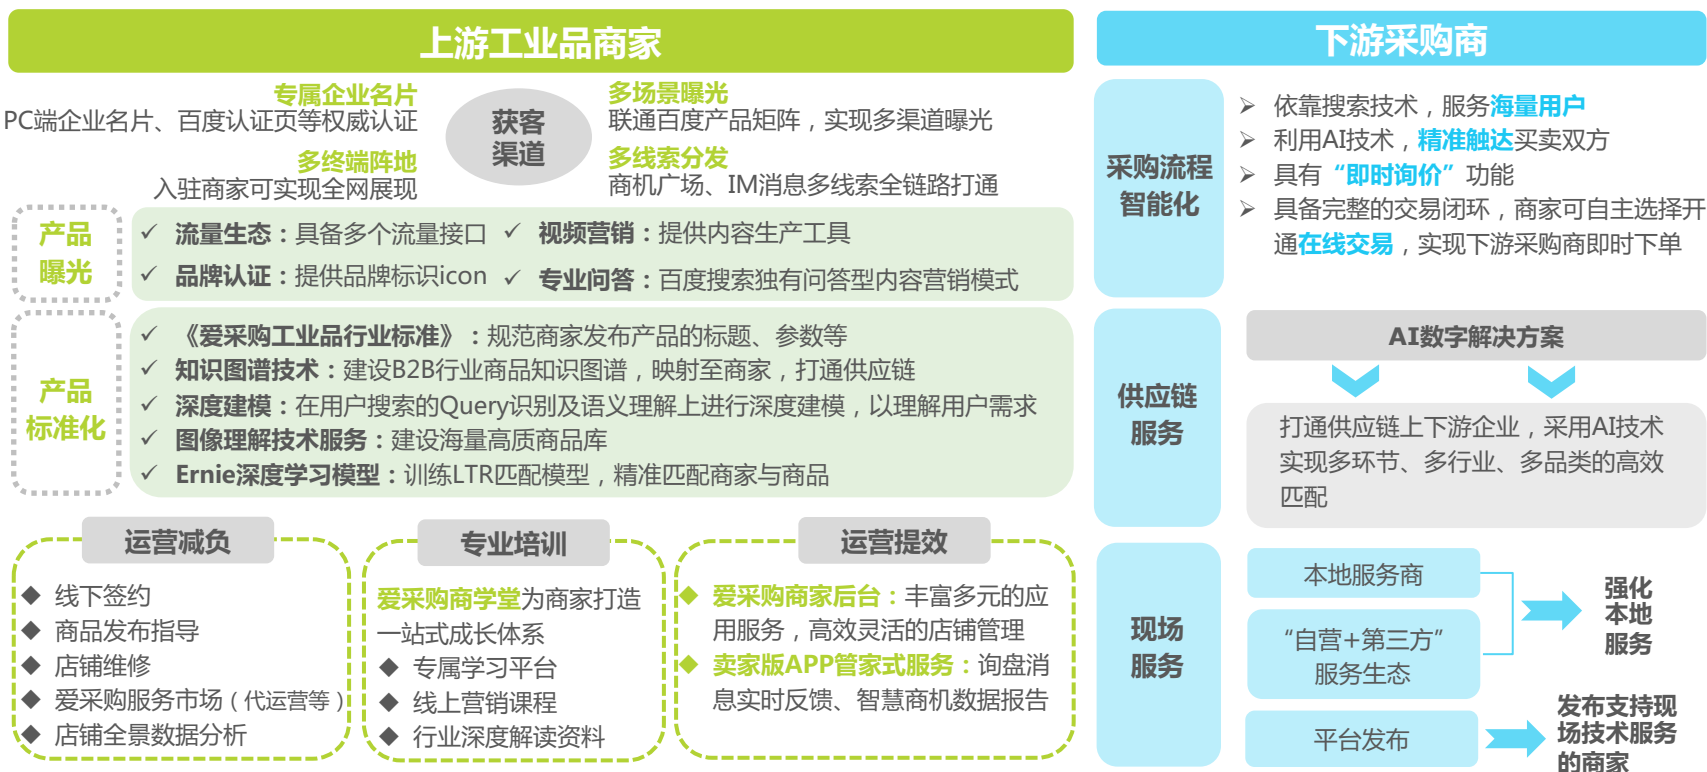 上游工业品商家
专属企业名片
PC端企业名片、百度认证页等权威认证
多终端阵地
入驻商家可实现全网展现
获客
渠道
多场景曝光
联通百度产品矩阵，实现多渠道曝光
多线索分发
商机广场、IM消息多线索全链路打通
产品
曝光
✓ 流量生态：具备多个流量接口
✓ 视频营销：提供内容生产工具
✓ 品牌认证：提供品牌标识icon
✓ 专业问答：百度搜索独有问答型内容营销模式
产品
标准化
✓ 《爱采购工业品行业标准》：规范商家发布产品的标题、参数等
✓ 知识图谱技术：建设B2B行业商品知识图谱，映射至商家，打通供应链
✓ 深度建模：在用户搜索的Query识别及语义理解上进行深度建模，以理解用户需求
✓ 图像理解技术服务：建设海量高质商品库
✓ Ernie深度学习模型：训练LTR匹配模型，精准匹配商家与商品
运营减负
◆ 线下签约
◆ 商品发布指导
◆ 店铺维修
◆ 爱采购服务市场（代运营等）
◆ 店铺全景数据分析
专业培训
爱采购商学堂为商家打造
一站式成长体系
◆ 专属学习平台
◆ 线上营销课程
◆ 行业深度解读资料
运营提效
◆ 爱采购商家后台：丰富多元的应
用服务，高效灵活的店铺管理
◆ 卖家版APP管家式服务：询盘消
息实时反馈、智慧商机数据报告
下游采购商
采购流程
智能化
➢ 依靠搜索技术，服务海量用户
➢ 利用AI技术，精准触达买卖双方
➢ 具有“即时询价”功能
➢ 具备完整的交易闭环，商家可自主选择开
通在线交易，实现下游采购商即时下单
供应链
服务
AI数字解决方案
打通供应链上下游企业，采用AI技术
实现多环节、多行业、多品类的高效
匹配
现场
服务
本地服务商
“自营+第三方”
服务生态
强化
本地
服务
平台发布
发布支持现
场技术服务
的商家